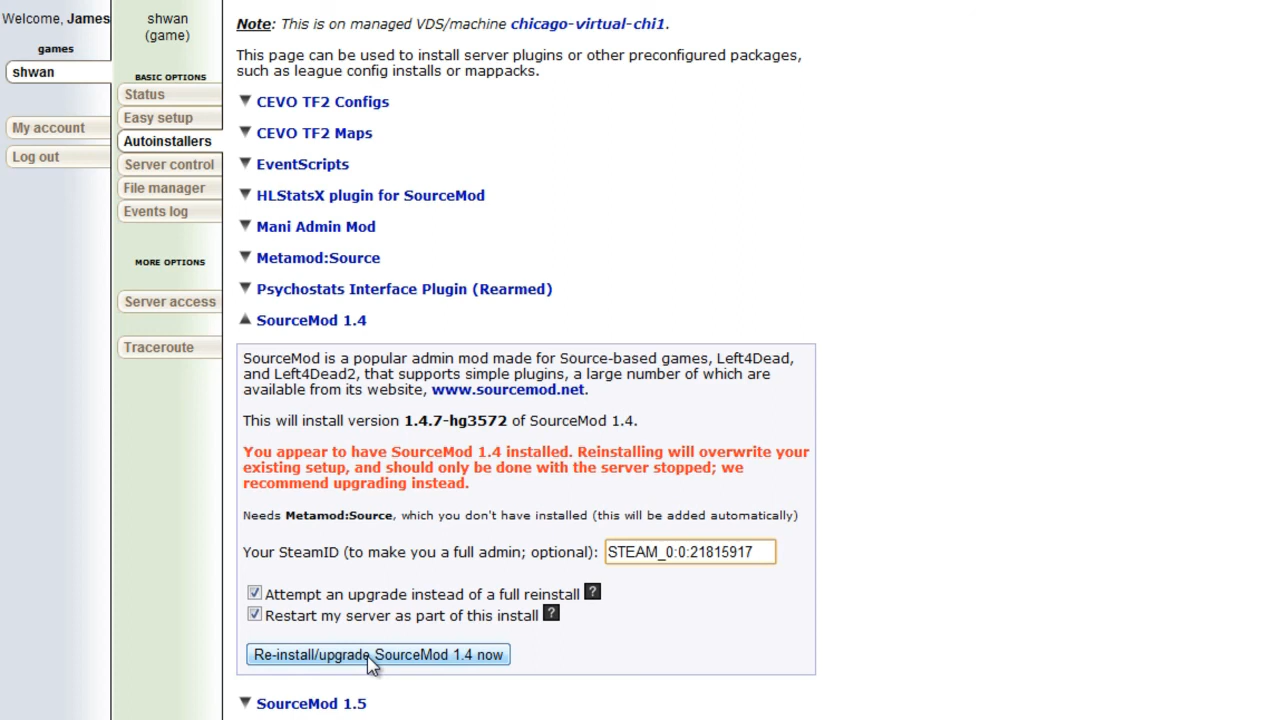 Welcome, James
games
shwan
My account
Log out
shwan
(game)
BASIC OPTIONS
Status
Easy setup
Autoinstallers
Server control
File manager
Events log
MORE OPTIONS
Server access
Traceroute
Note: This is on managed VDS/machine chicago-virtual-chi1.
This page can be used to install server plugins or other preconfigured packages,
such as league config installs or mappacks.
CEVO TF2 Configs
CEVO TF2 Maps
EventScripts
HLStatsX plugin for SourceMod
Mani Admin Mod
Metamod:Source
Psychostats Interface Plugin (Rearmed)
SourceMod 1.4
SourceMod is a popular admin mod made for Source-based games, Left4Dead,
and Left4Dead2, that supports simple plugins, a large number of which are
available from its website, www.sourcemod.net.
This will install version 1.4.7-hg3572 of SourceMod 1.4.
You appear to have SourceMod 1.4 installed. Reinstalling will overwrite your
existing setup, and should only be done with the server stopped; we
recommend upgrading instead.
Needs Metamod:Source, which you don't have installed (this will be added automatically)
Your SteamID (to make you a full admin; optional): STEAM_0:0:21815917
Attempt an upgrade instead of a full reinstall ?
Restart my server as part of this install ?
Re-install/upgrade SourceMod 1.4 now
SourceMod 1.5